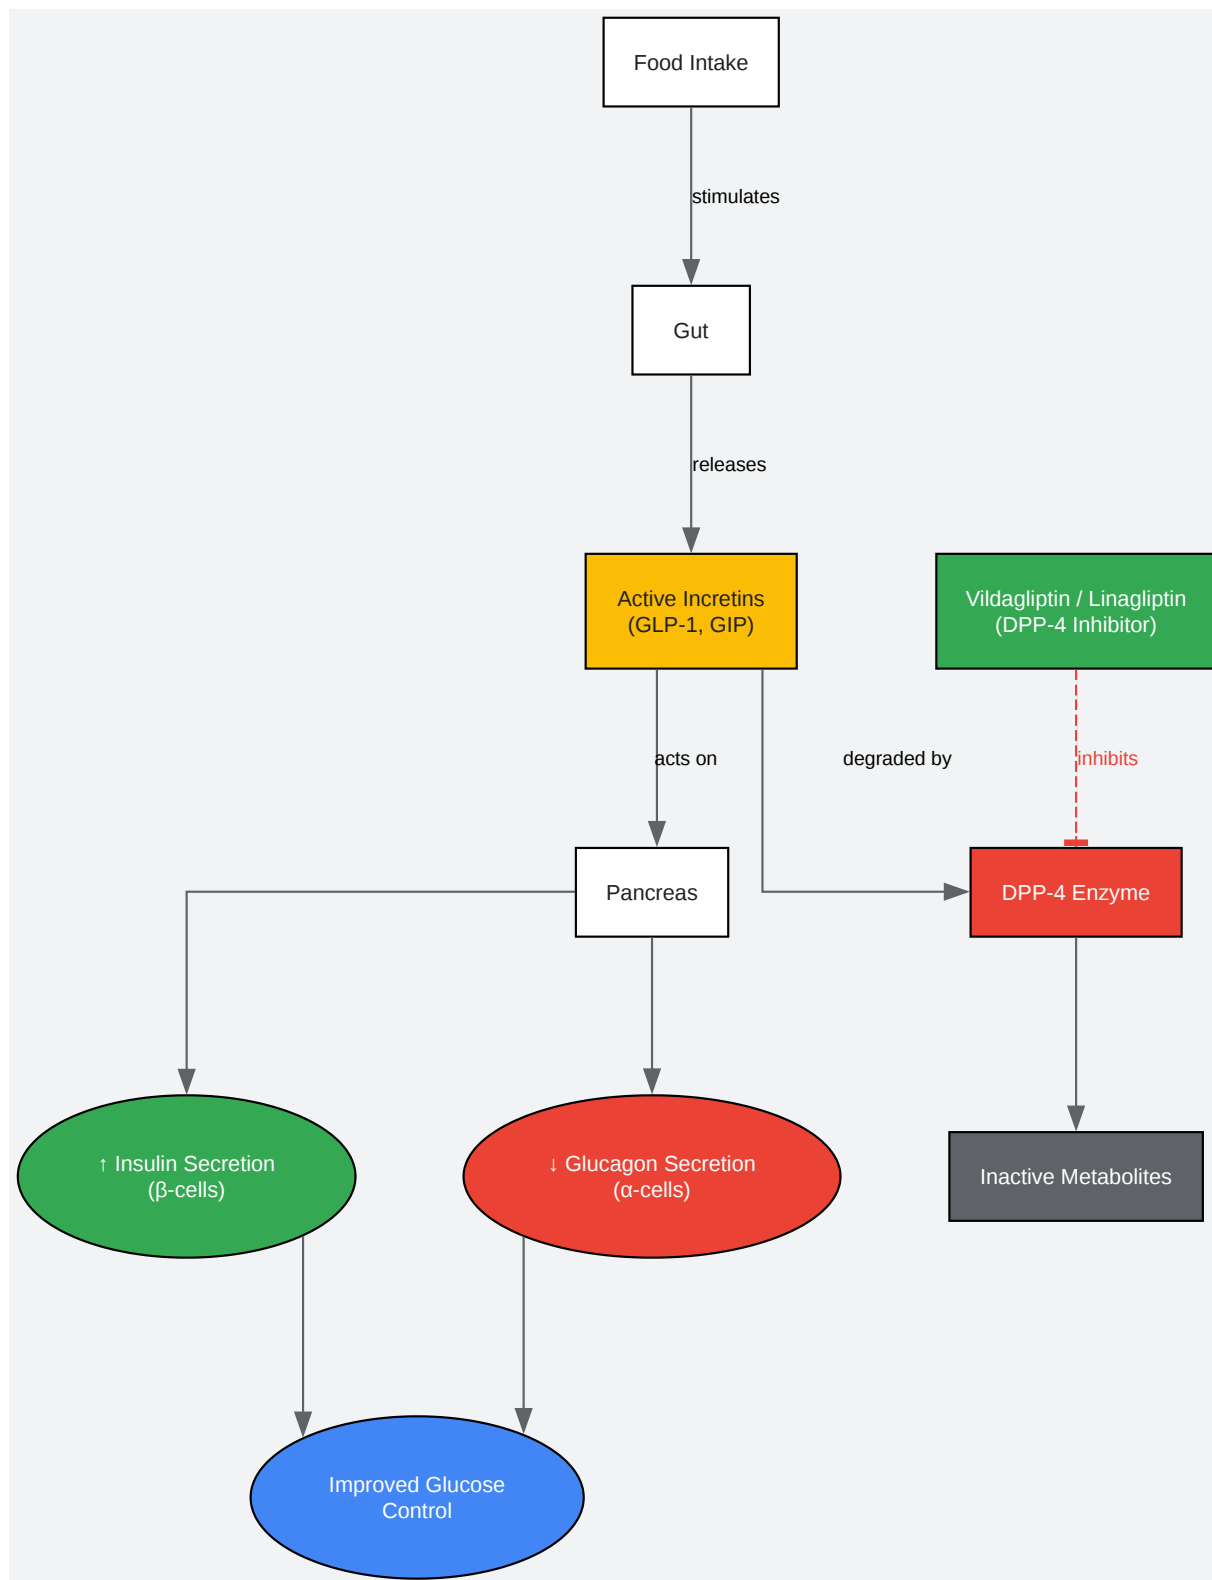 Food Intake
stimulates
Gut
releases
Active Incretins
(GLP-1, GIP)
Vildagliptin / Linagliptin
(DPP-4 Inhibitor)
acts on
degraded by
inhibits
Pancreas
DPP-4 Enzyme
↑ Insulin Secretion
(β-cells)
↓ Glucagon Secretion
(α-cells)
Inactive Metabolites
Improved Glucose
Control